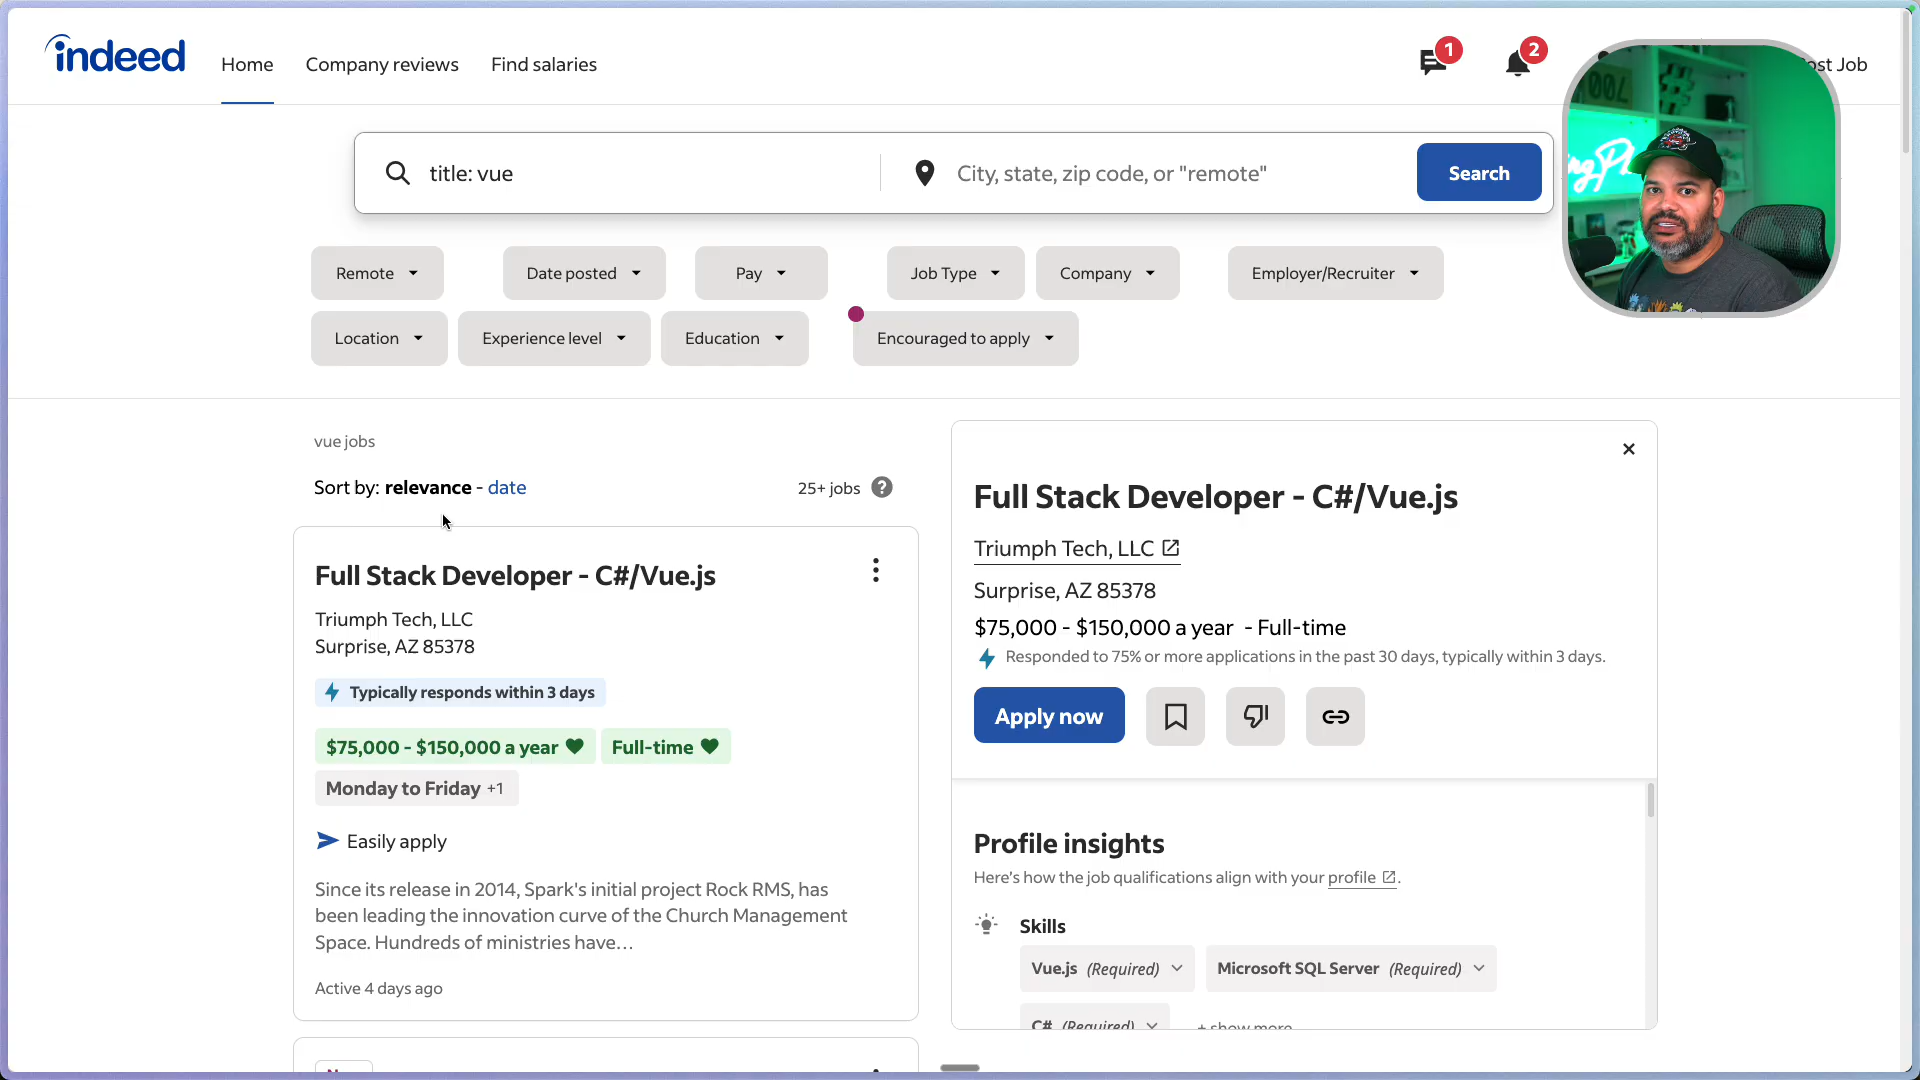 indeed
Home
Company reviews
Find salaries
1
2
ost Job
title: vue
City, state, zip code, or "remote"
Search
Remote
Date posted
Pay
Job Type
Company
Employer/Recruiter
Location
Experience level
Education
Encouraged to apply
vue jobs
Sort by: relevance - date
25+ jobs ?
Full Stack Developer - C#/Vue.js
Triumph Tech, LLC
Surprise, AZ 85378
Typically responds within 3 days
$75,000 - $150,000 a year
Full-time
Monday to Friday +1
Easily apply
Since its release in 2014, Spark's initial project Rock RMS, has
been leading the innovation curve of the Church Management
Space. Hundreds of ministries have…
Active 4 days ago
Full Stack Developer - C#/Vue.js
Triumph Tech, LLC
Surprise, AZ 85378
$75,000 - $150,000 a year - Full-time
Responded to 75% or more applications in the past 30 days, typically within 3 days.
Apply now
Profile insights
Here's how the job qualifications align with your profile.
Skills
Vue.js (Required)
Microsoft SQL Server (Required)
C# (Required)
+ show more